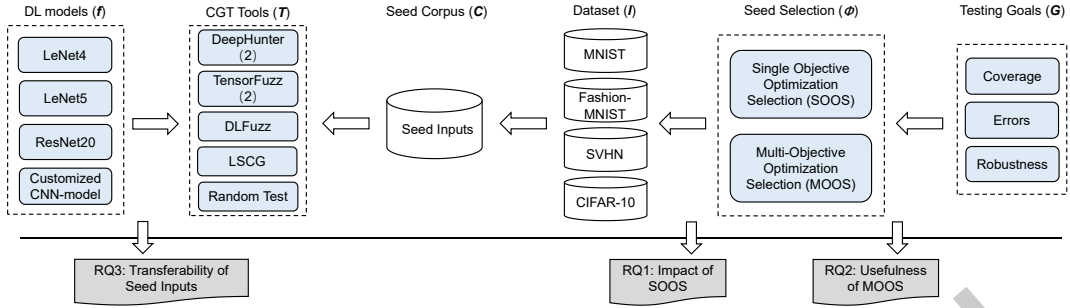 DL models (f)
CGT Tools (T)
Seed Corpus (C)
Dataset (I)
Seed Selection (Φ)
Testing Goals (G)
LeNet4
LeNet5
ResNet20
Customized
CNN-model
DeepHunter
(2)
TensorFuzz
(2)
DLFuzz
LSCG
Random Test
Seed Inputs
MNIST
Fashion-
MNIST
SVHN
CIFAR-10
Single Objective
Optimization
Selection (SOOS)
Multi-Objective
Optimization
Selection (MOOS)
Coverage
Errors
Robustness
RQ3: Transferability of
Seed Inputs
RQ1: Impact of
SOOS
RQ2: Usefulness
of MOOS